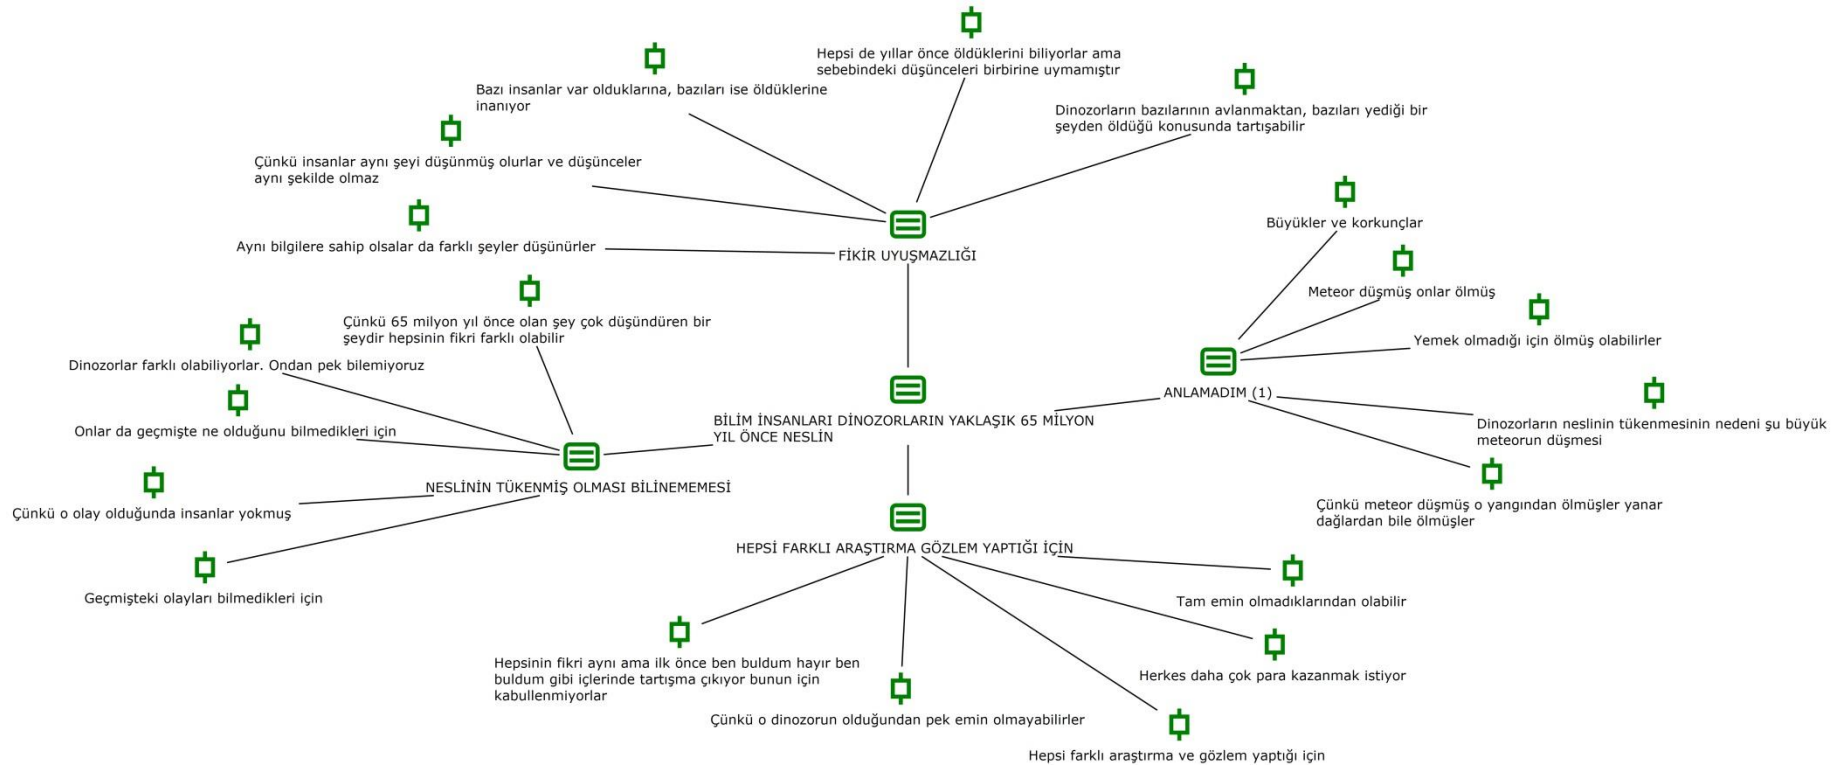 Hepsi de yıllar önce öldüklerini biliyorlar ama
sebebindeki düşünceleri birbirine uymamıştır
Bazı insanlar var olduklarına, bazıları ise öldüklerine
inanıyor
Dinozorların bazılarının avlanmaktan, bazıları yediği bir
şeyden öldüğü konusunda tartışabilir
Çünkü insanlar aynı şeyi düşünmüş olurlar ve düşünceler
aynı şekilde olmaz
Aynı bilgilere sahip olsalar da farklı şeyler düşünürler
FİKİR UYUŞMAZLIĞI
Büyükler ve korkunçlar
Meteor düşmüş onlar ölmüş
Yemek olmadığı için ölmüş olabilirler
ANLAMADIM (1)
Dinozorların neslinin tükenmesinin nedeni şu büyük
meteorun düşmesi
Çünkü meteor düşmüş o yangından ölmüşler yanar
dağlardan bile ölmüşler
Çünkü 65 milyon yıl önce olan şey çok düşündüren bir
şeydir hepsinin fikri farklı olabilir
Dinozorlar farklı olabiliyorlar. Ondan pek bilemiyoruz
Onlar da geçmişte ne olduğunu bilmedikleri için
BİLİM İNSANLARI DİNOZORLARIN YAKLAŞIK 65 MİLYON
YIL ÖNCE NESLİN
NESLİNİN TÜKENMİŞ OLMASI BİLİNEMEMESİ
Çünkü o olay olduğunda insanlar yokmuş
Geçmişteki olayları bilmedikleri için
HEPSİ FARKLI ARAŞTIRMA GÖZLEM YAPTIĞI İÇİN
Tam emin olmadıklarından olabilir
Herkes daha çok para kazanmak istiyor
Hepsinin fikri aynı ama ilk önce ben buldum hayır ben
buldum gibi içlerinde tartışma çıkıyor bunun için
kabullenmiyorlar
Çünkü o dinozorun olduğundan pek emin olmayabilirler
Hepsi farklı araştırma ve gözlem yaptığı için